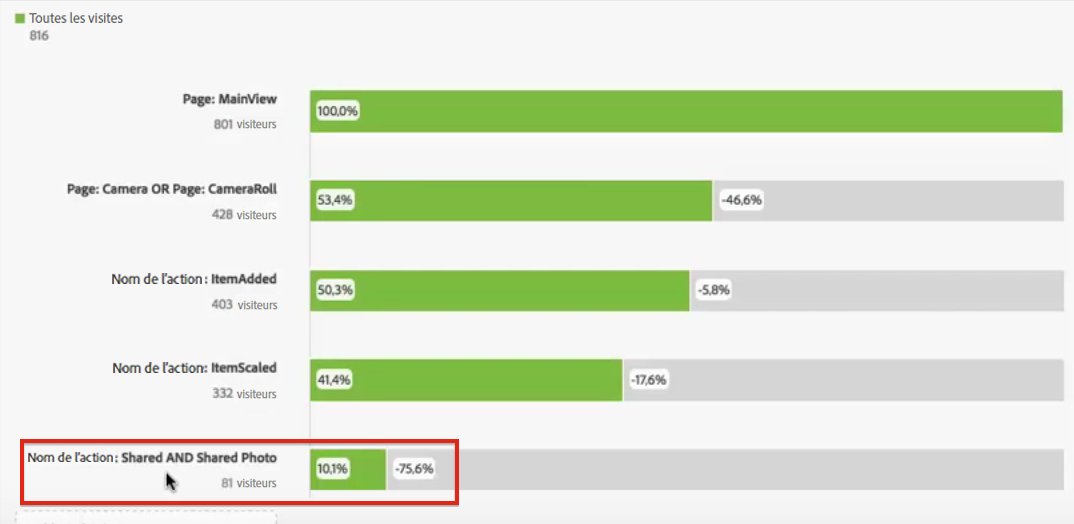 Toutes les visites
816
Page: MainView
801 visiteurs
100,0%
Page: Camera OR Page: CameraRoll
428 visiteurs
53,4%
-46,6%
Nom de l'action : ItemAdded
403 visiteurs
50,3%
-5,8%
Nom de l'action: ItemScaled
332 visiteurs
41,4%
-17,6%
Nom de l'action : Shared AND Shared Photo
81 visiteurs
10,1%
-75,6%